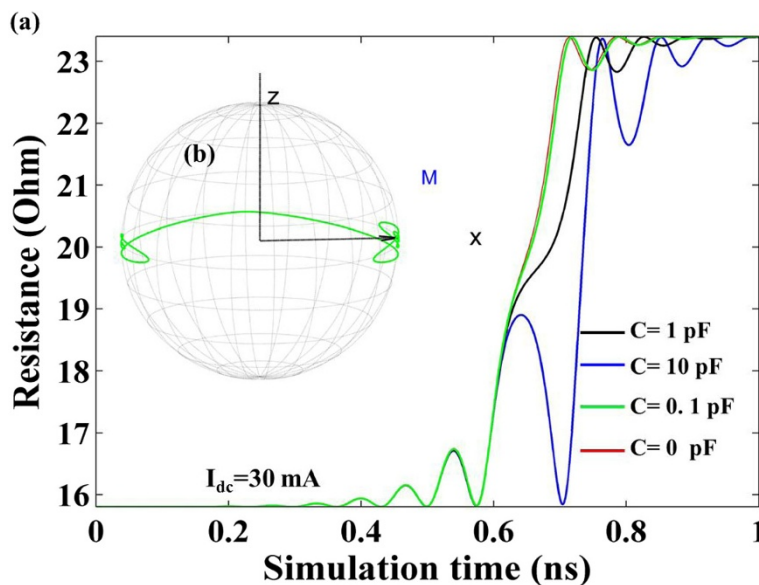 (a)
Z
(b)
M
X
I_dc=30 mA
C= 1 pF
C= 10 pF
C= 0. 1 pF
C= 0 pF
Resistance (Ohm)
23
22
21
20
19
18
17
16
0
0.2
0.4
0.6
0.8
1
Simulation time (ns)